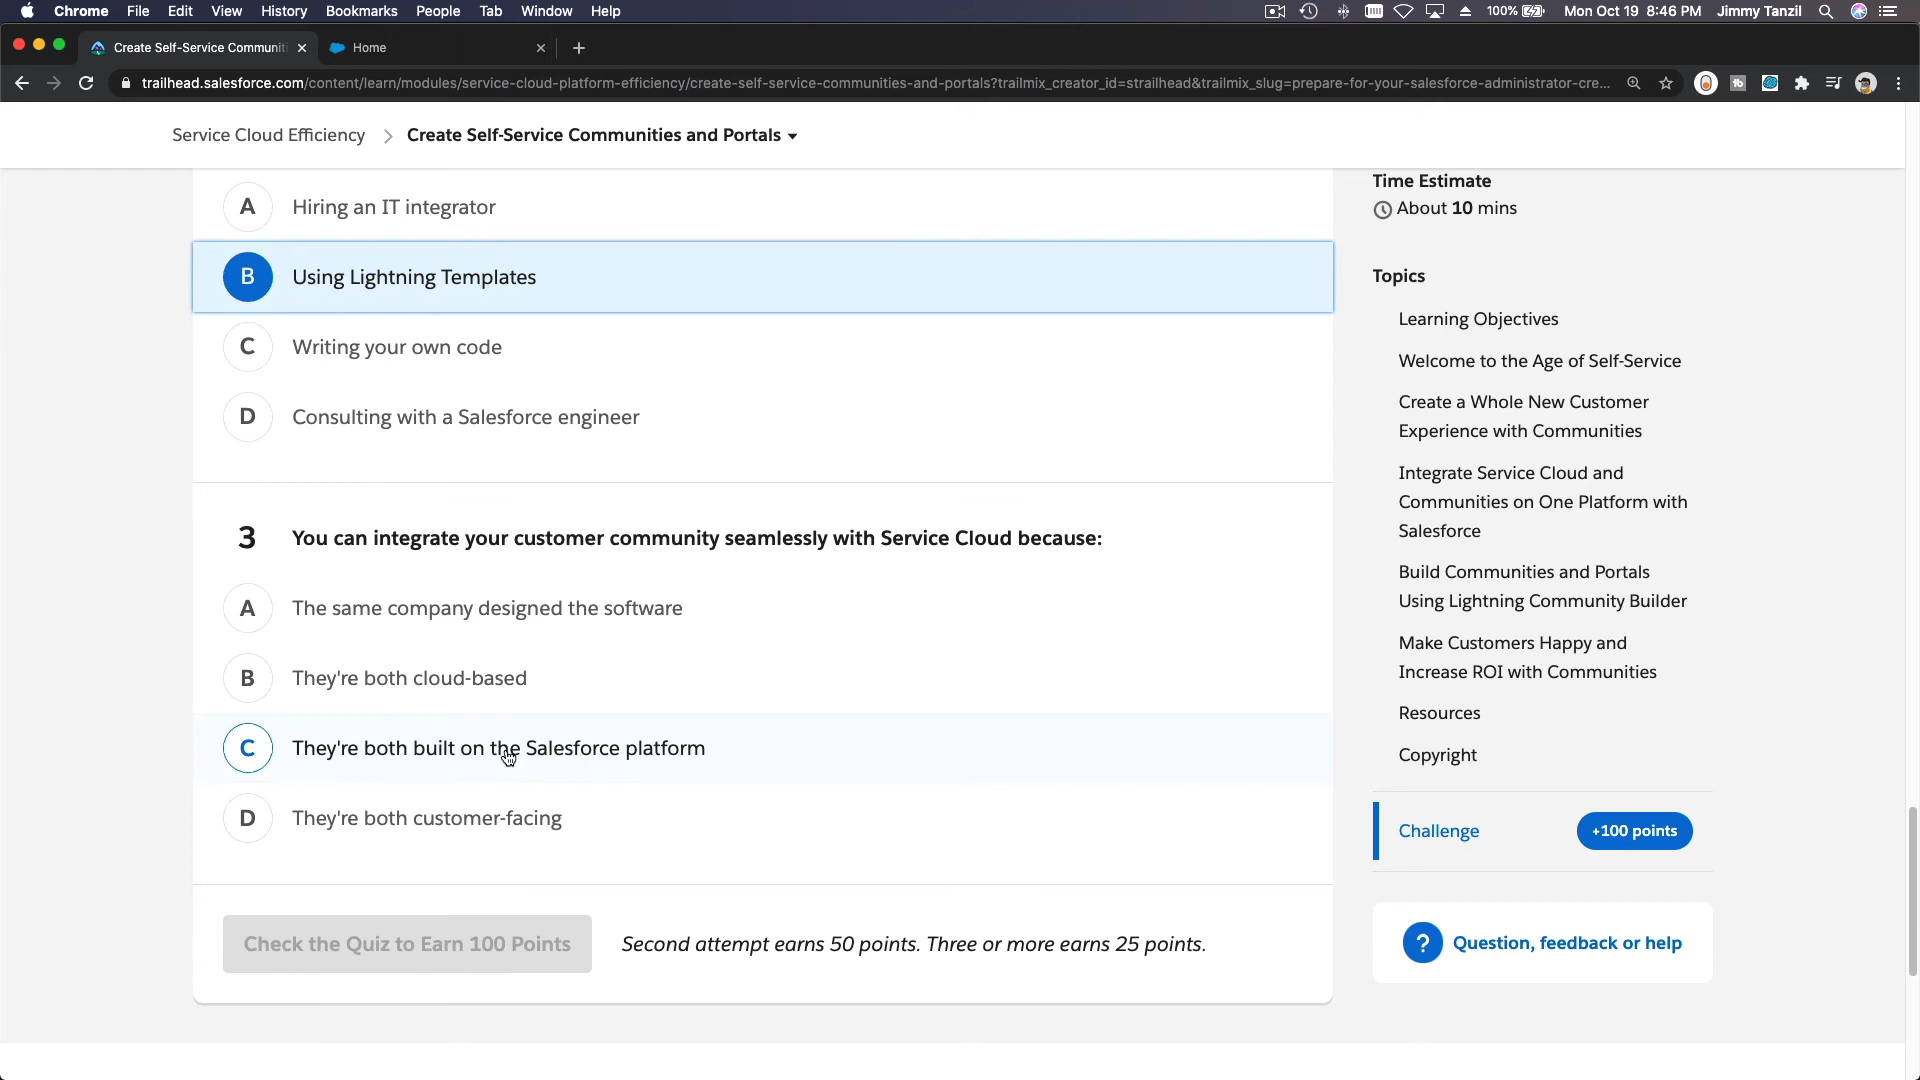 Chrome File Edit View History Bookmarks People Tab Window Help 100% Mon Oct 19 8:46 PM Jimmy Tanzil
Create Self-Service Communiti Home
trailhead.salesforce.com/content/learn/modules/service-cloud-platform-efficiency/create-self-service-communities-and-portals?trailmix_creator_id=strailhead&trailmix_slug=prepare-for-your-salesforce-administrator-cre...
Service Cloud Efficiency Create Self-Service Communities and Portals
A Hiring an IT integrator
B Using Lightning Templates
C Writing your own code
D Consulting with a Salesforce engineer
3 You can integrate your customer community seamlessly with Service Cloud because:
A The same company designed the software
B They're both cloud-based
C They're both built on the Salesforce platform
D They're both customer-facing
Check the Quiz to Earn 100 Points Second attempt earns 50 points. Three or more earns 25 points.
Time Estimate
About 10 mins
Topics
Learning Objectives
Welcome to the Age of Self-Service
Create a Whole New Customer
Experience with Communities
Integrate Service Cloud and
Communities on One Platform with
Salesforce
Build Communities and Portals
Using Lightning Community Builder
Make Customers Happy and
Increase ROI with Communities
Resources
Copyright
Challenge +100 points
? Question, feedback or help